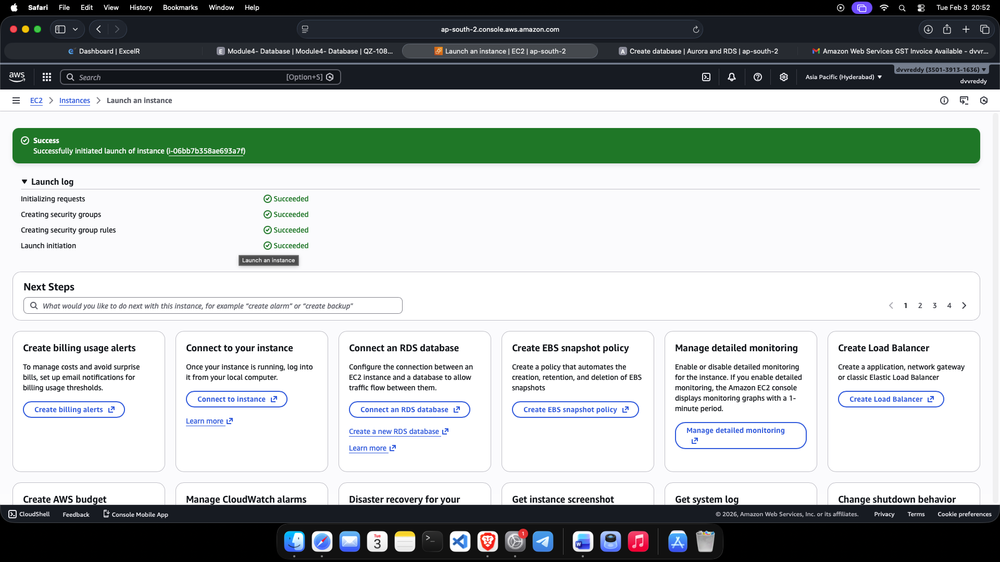 Safari File Edit View History Bookmarks Window Help Tue Feb 3 20:52
ap-south-2.console.aws.amazon.com
Dashboard | ExcelR
E Module4- Database | Module4- Database | QZ-108...
Launch an instance | EC2 | ap-south-2
A Create database | Aurora and RDS | ap-south-2
Amazon Web Services GST Invoice Available - dvvr...
aws Search [Option+S] Asia Pacific (Hyderabad) dvvreddy (3501-3913-1636)
dvvreddy
EC2 Instances Launch an instance
Success
Successfully initiated launch of instance (i-06bb7b358ae693a7f)
Launch log
Initializing requests Succeeded
Creating security groups Succeeded
Creating security group rules Succeeded
Launch initiation Succeeded
Launch an instance
Next Steps
What would you like to do next with this instance, for example “create alarm” or “create backup”
1 2 3 4
Create billing usage alerts
To manage costs and avoid surprise
bills, set up email notifications for
billing usage thresholds.
Create billing alerts
Connect to your instance
Once your instance is running, log into
it from your local computer.
Connect to instance
Learn more
Connect an RDS database
Configure the connection between an
EC2 instance and a database to allow
traffic flow between them.
Connect an RDS database
Create a new RDS database
Learn more
Create EBS snapshot policy
Create a policy that automates the
creation, retention, and deletion of EBS
snapshots
Create EBS snapshot policy
Manage detailed monitoring
Enable or disable detailed monitoring
for the instance. If you enable detailed
monitoring, the Amazon EC2 console
displays monitoring graphs with a 1-
minute period.
Manage detailed monitoring
Create Load Balancer
Create a application, network gateway
or classic Elastic Load Balancer
Create Load Balancer
Create AWS budget
Manage CloudWatch alarms
Disaster recovery for your
Get instance screenshot
Get system log
Change shutdown behavior
CloudShell Feedback Console Mobile App © 2026, Amazon Web Services, Inc. or its affiliates. Privacy Terms Cookie preferences
Tue
3
1
W